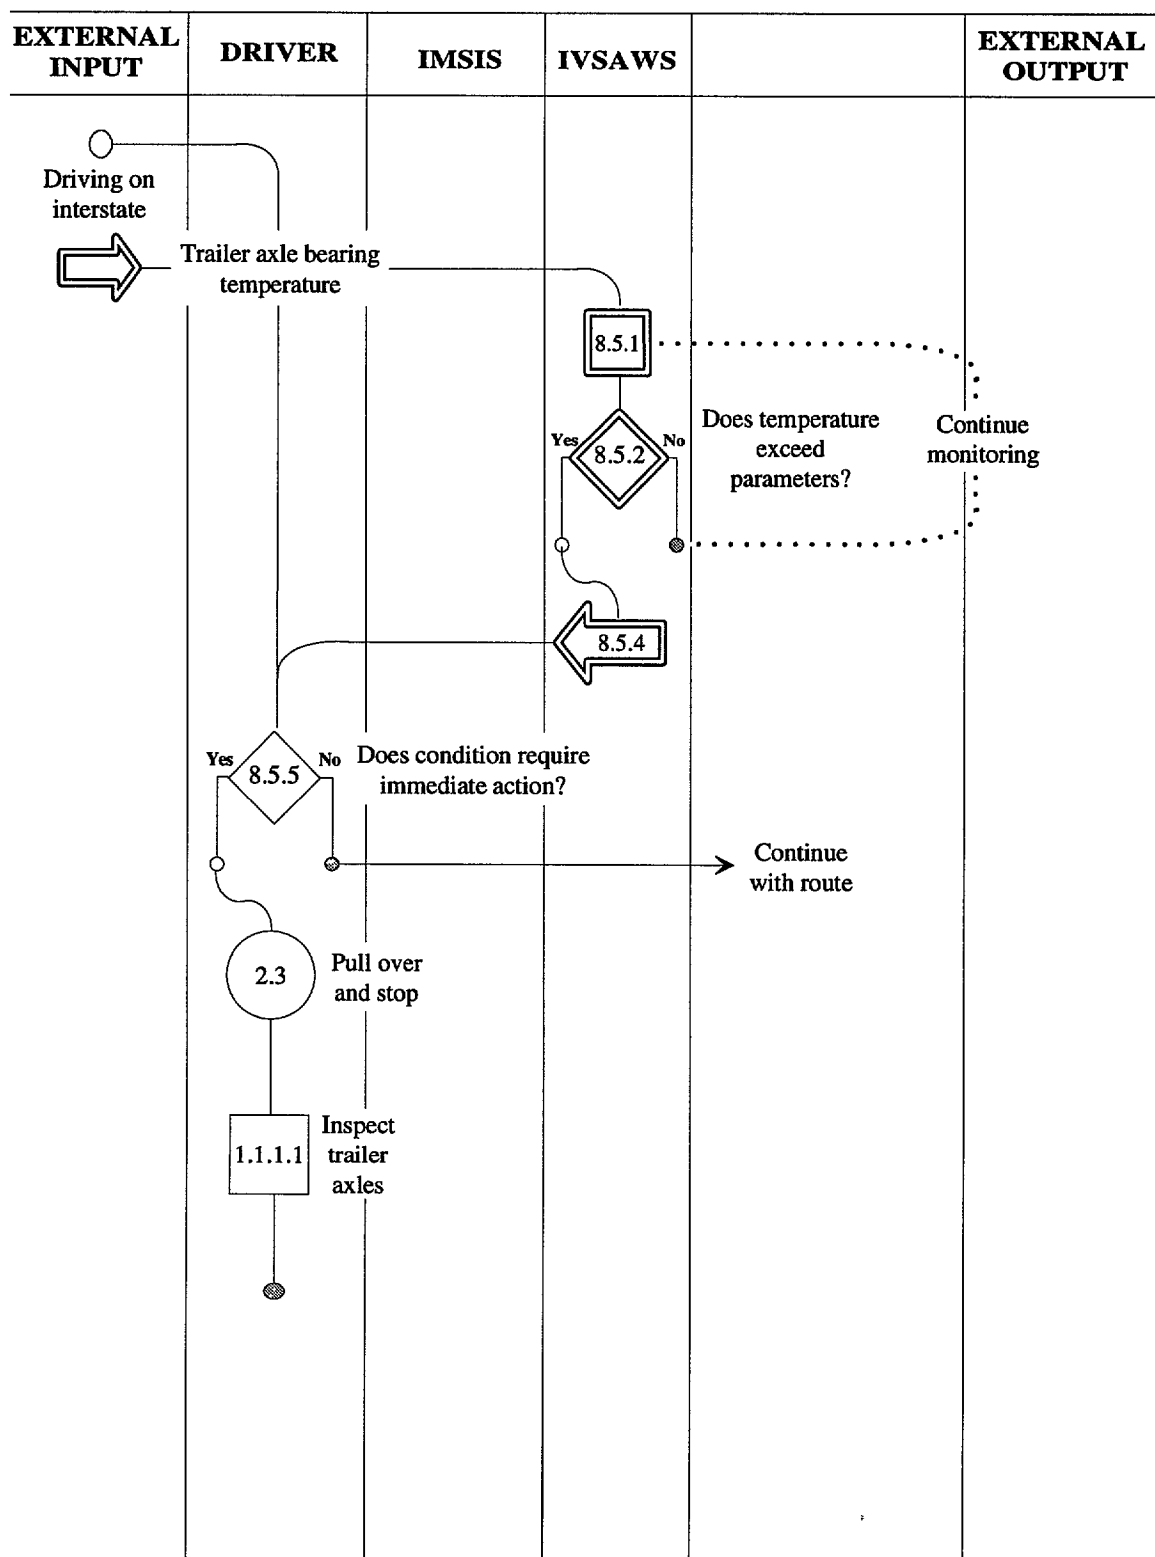 EXTERNAL
INPUT
DRIVER
IMSIS
IVSAWS
EXTERNAL
OUTPUT
Driving on
interstate
Trailer axle bearing
temperature
8.5.1
Does temperature
exceed
parameters?
Continue
monitoring
Yes
8.5.2
No
8.5.4
Yes
8.5.5
No
Does condition require
immediate action?
Continue
with route
2.3
Pull over
and stop
1.1.1.1
Inspect
trailer
axles